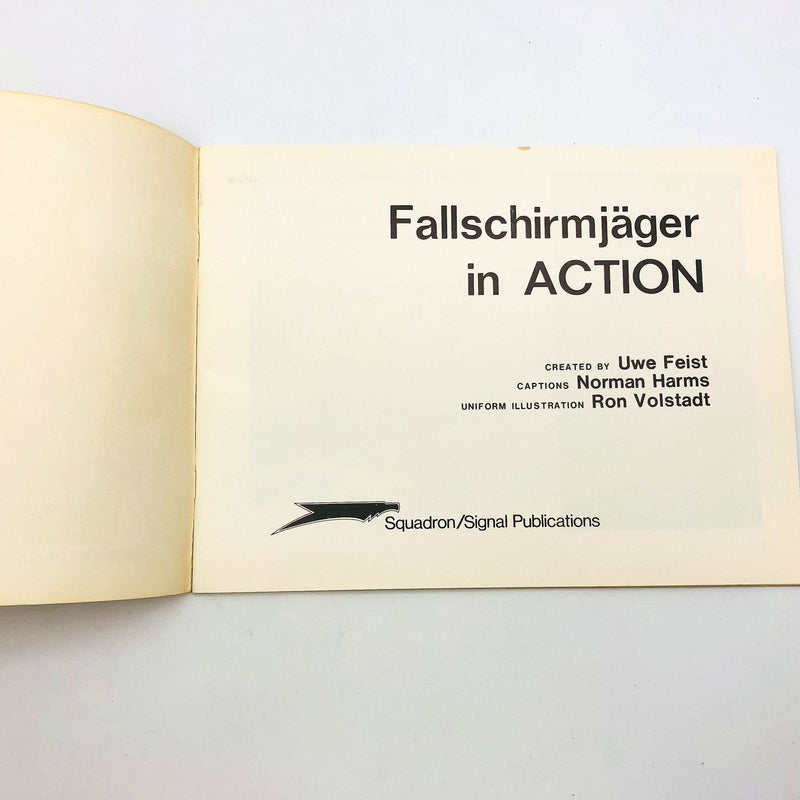 Fallschirmjäger
in ACTION
CREATED BY Uwe Feist
CAPTIONS Norman Harms
UNIFORM ILLUSTRATION Ron Volstadt
Squadron/Signal Publications